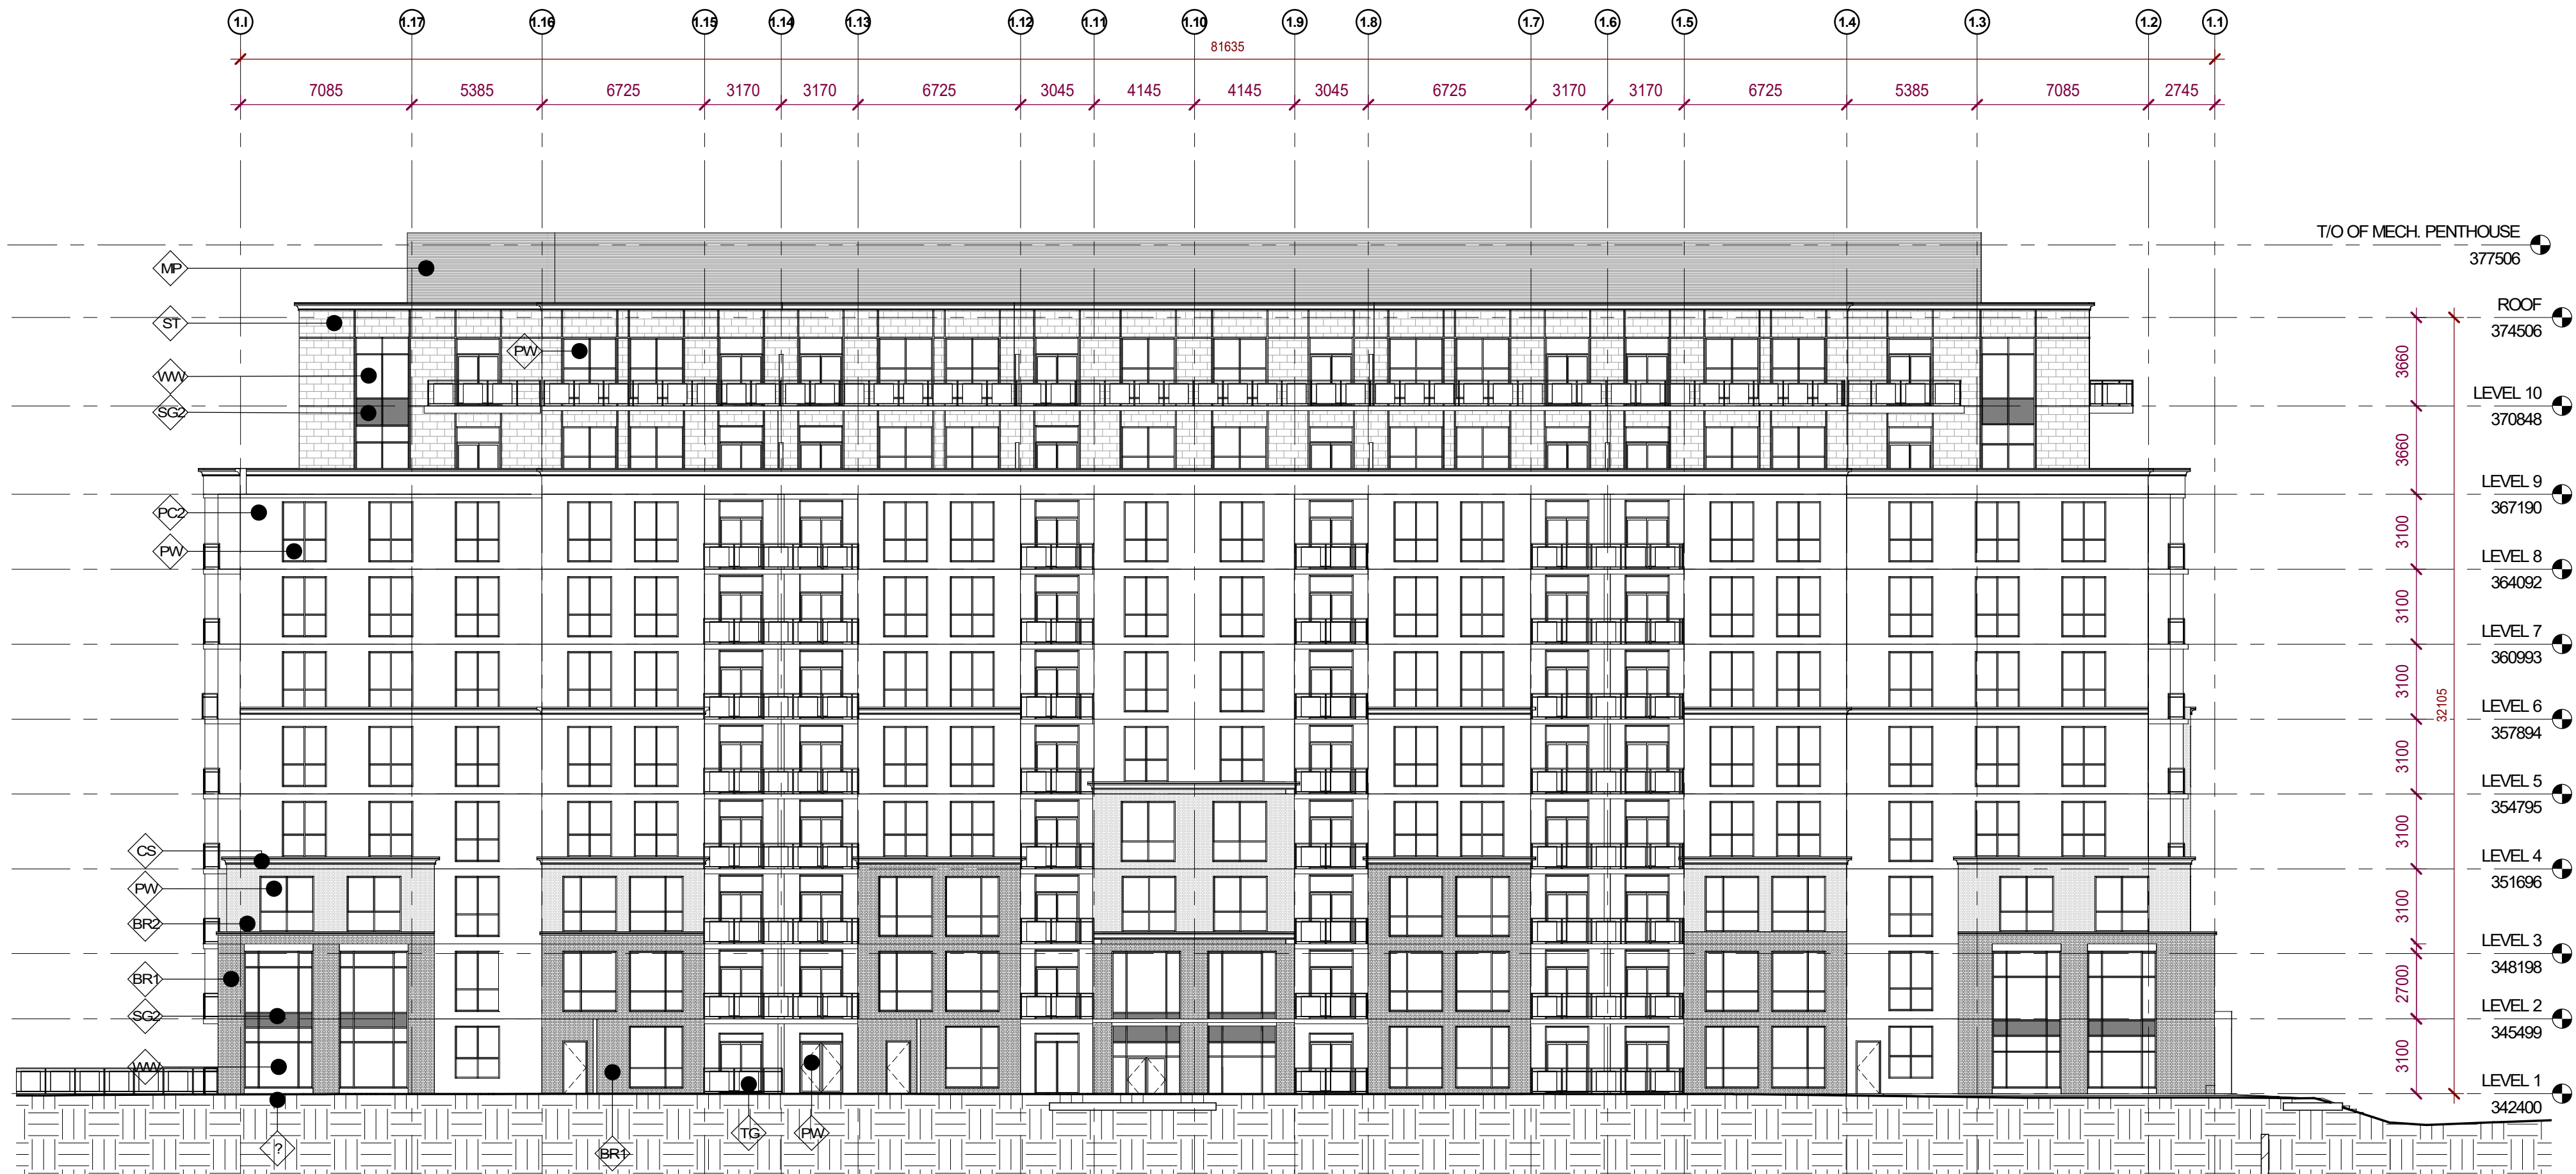 1.I 1.17 1.16 1.15 1.14 1.13 1.12 1.11 1.10 1.9 1.8 1.7 1.6 1.5 1.4 1.3 1.2 1.1
81635
7085 5385 6725 3170 3170 6725 3045 4145 4145 3045 6725 3170 3170 6725 5385 7085 2745
T/O OF MECH. PENTHOUSE
377506
MP
ROOF
374506
ST
PW
3660
WW
LEVEL 10
370848
SG2
3660
LEVEL 9
367190
PC2
3100
PW
LEVEL 8
364092
3100
LEVEL 7
360993
3100
LEVEL 6
357894
32105
3100
LEVEL 5
354795
3100
CS
LEVEL 4
351696
PW
3100
BR2
LEVEL 3
348198
BR1
2700
SG2
LEVEL 2
345499
3100
WW
LEVEL 1
342400
TG
PW
?
BR1